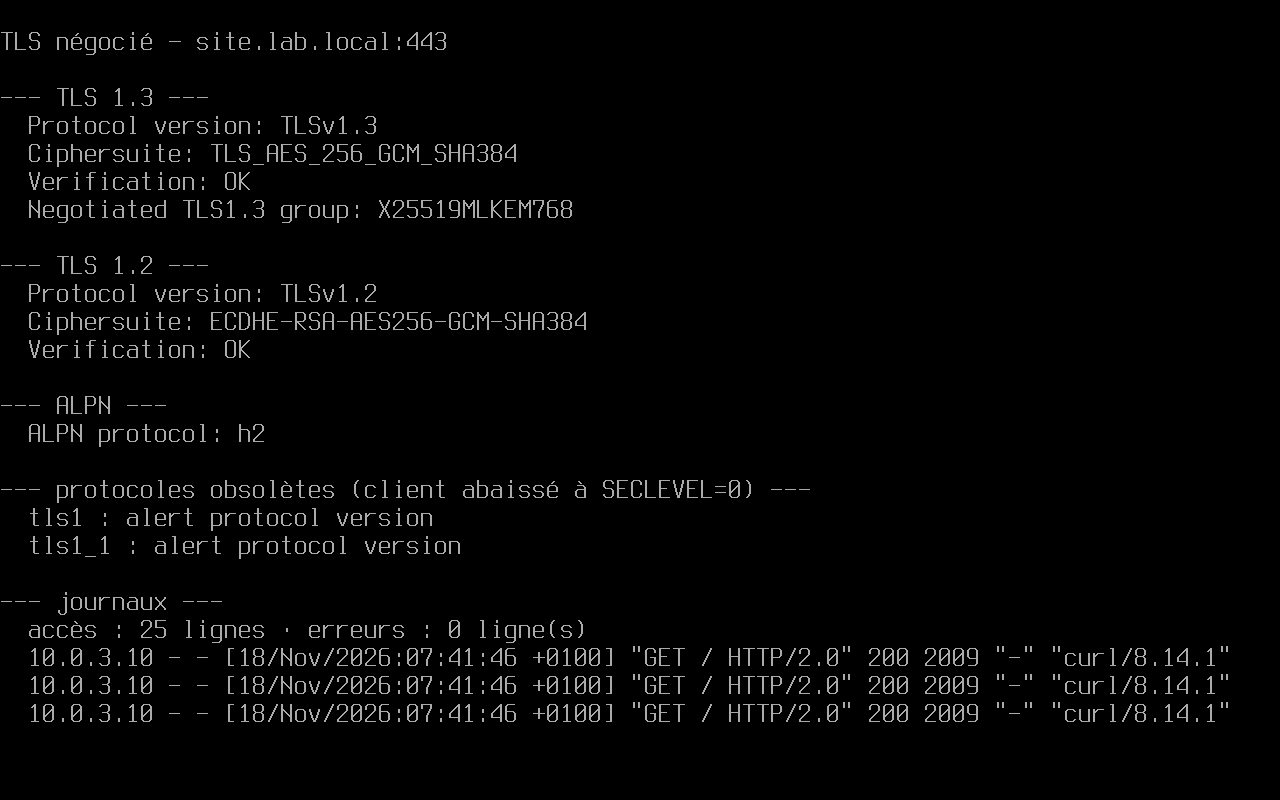 TLS négocié – site.lab.local:443
--- TLS 1.3 ---
Protocol version: TLSv1.3
Ciphersuite: TLS_AES_256_GCM_SHA384
Verification: OK
Negotiated TLS1.3 group: X25519MLKEM768
--- TLS 1.2 ---
Protocol version: TLSv1.2
Ciphersuite: ECDHE-RSA-AES256-GCM-SHA384
Verification: OK
--- ALPN ---
ALPN protocol: h2
--- protocoles obsolètes (client abaissé à SECLEVEL=0) ---
tls1 : alert protocol version
tls1_1 : alert protocol version
--- journaux ---
accès : 25 lignes · erreurs : 0 ligne(s)
10.0.3.10 - - [18/Nov/2026:07:41:46 +0100] "GET / HTTP/2.0" 200 2009 "-" "curl/8.14.1"
10.0.3.10 - - [18/Nov/2026:07:41:46 +0100] "GET / HTTP/2.0" 200 2009 "-" "curl/8.14.1"
10.0.3.10 - - [18/Nov/2026:07:41:46 +0100] "GET / HTTP/2.0" 200 2009 "-" "curl/8.14.1"